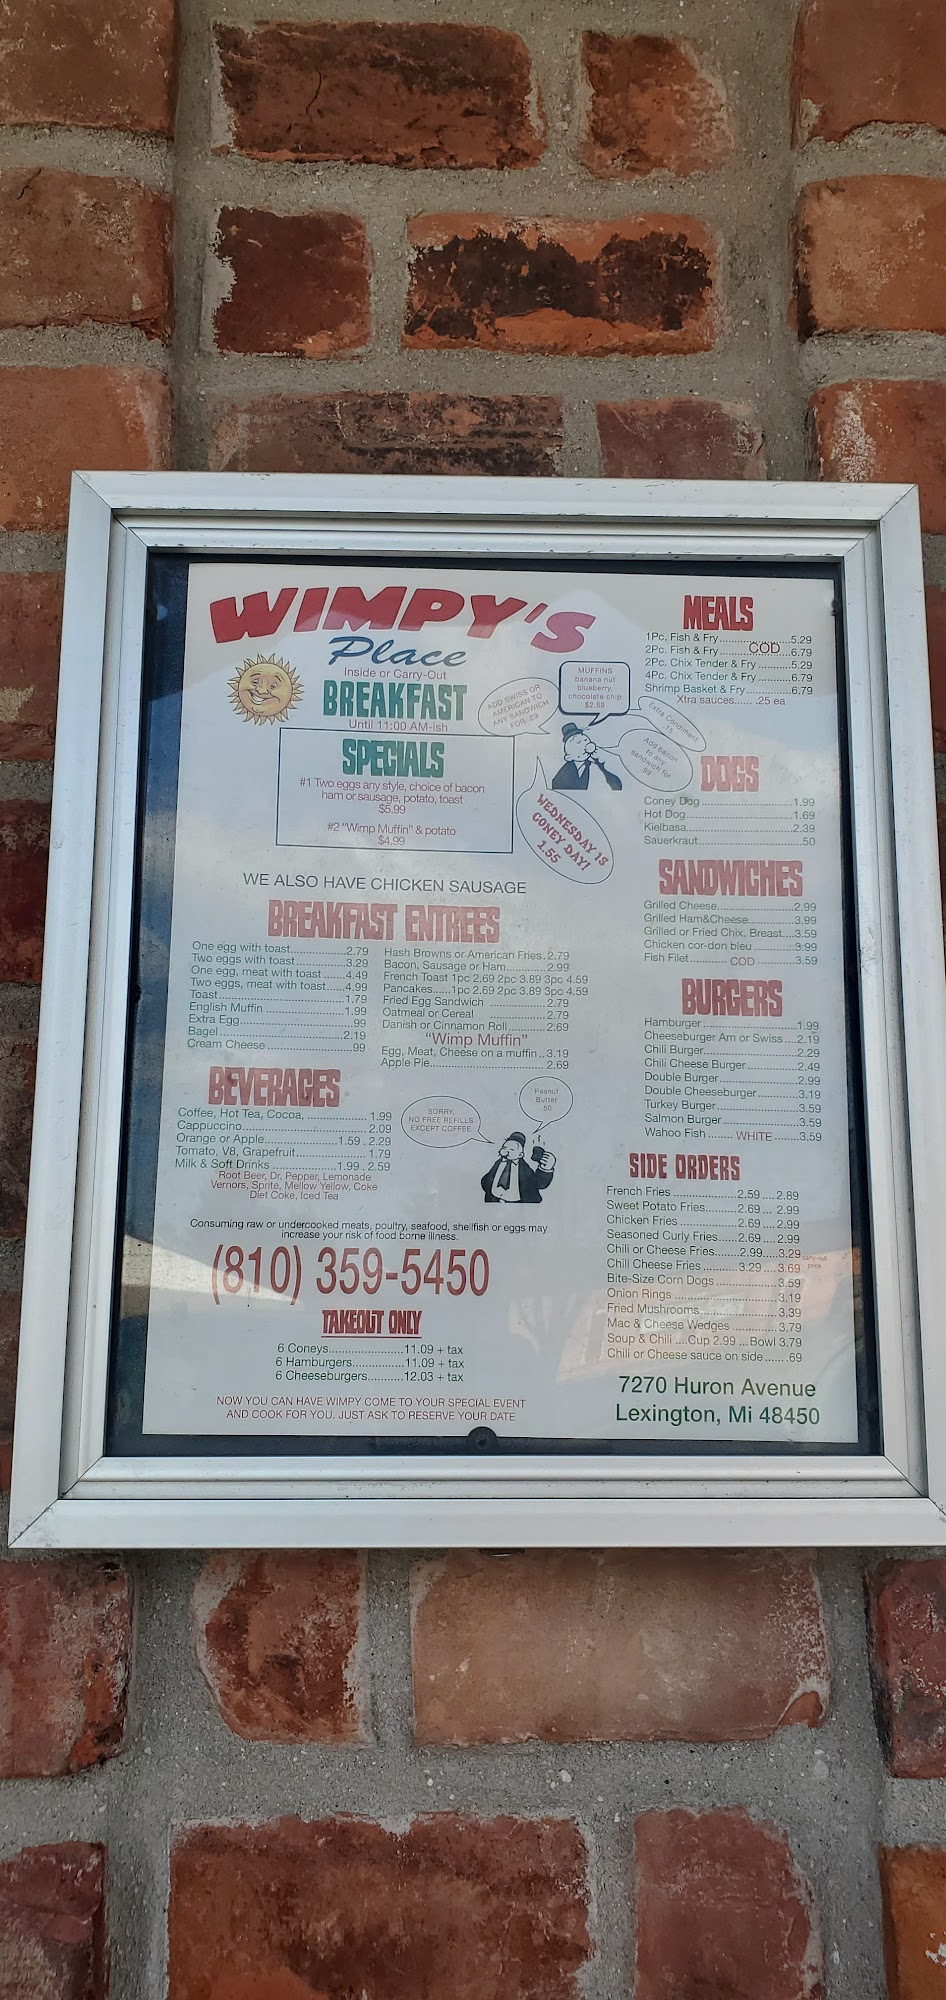 WIMPY'S
Place
Inside or Carry-Out
BREAKFAST
Until 11:00 AM-ish
SPECIALS
#1 Two eggs any style, choice of bacon
ham or sausage, potato, toast
$5.99
#2 "Wimp Muffin" & potato
$4.99
ADD SWISS OR
AMERICAN TO
ANY SANDWICH
FOR .29
MUFFINS
banana nut
blueberry,
chocolate chip
$2.69
Extra Condiment
.15
Add bacon
to any
sandwich for
.99
WEDNESDAY IS
CONEY DAY!
1.55
WE ALSO HAVE CHICKEN SAUSAGE
BREAKFAST ENTREES
One egg with toast....................2.79
Two eggs with toast...................3.29
One egg, meat with toast ......4.49
Two eggs, meat with toast......4.99
Toast..............................1.79
English Muffin ......................1.99
Extra Egg.............................99
Bagel ................................2.19
Cream Cheese .......................99
Hash Browns or American Fries.2.79
Bacon, Sausage or Ham...........2.99
French Toast 1pc 2.69 2pc 3.89 3pc 4.59
Pancakes......1pc 2.69 2pc 3.89 3pc 4.59
Fried Egg Sandwich ................2.79
Oatmeal or Cereal ..................2.79
Danish or Cinnamon Roll...........2.69
"Wimp Muffin"
Egg, Meat, Cheese on a muffin..3.19
Apple Pie..............................2.69
BEVERAGES
Coffee, Hot Tea, Cocoa, ............... 1.99
Cappuccino............................... 2.09
Orange or Apple..................1.59 . 2.29
Tomato, V8, Grapefruit................. 1.79
Milk & Soft Drinks ................1.99 . 2.59
Root Beer, Dr. Pepper, Lemonade
Vernors, Sprite, Mellow Yellow, Coke
Diet Coke, Iced Tea
SORRY,
NO FREE REFILLS
EXCEPT COFFEE
Peanut
Butter
.50
Consuming raw or undercooked meats, poultry, seafood, shellfish or eggs may
increase your risk of food borne illness.
(810) 359-5450
TAKEOUT ONLY
6 Coneys...................11.09 + tax
6 Hamburgers..............11.09 + tax
6 Cheeseburgers..........12.03 + tax
NOW YOU CAN HAVE WIMPY COME TO YOUR SPECIAL EVENT
AND COOK FOR YOU. JUST ASK TO RESERVE YOUR DATE
MEALS
1Pc. Fish & Fry......................5.29
2Pc. Fish & Fry........COD....6.79
2Pc. Chix Tender & Fry..........5.29
4Pc. Chix Tender & Fry..........6.79
Shrimp Basket & Fry..............6.79
Xtra sauces...... .25 ea
DOGS
Coney Dog ...........................1.99
Hot Dog................................1.69
Kielbasa................................2.39
Sauerkraut.............................50
SANDWICHES
Grilled Cheese......................2.99
Grilled Ham&Cheese.............3.99
Grilled or Fried Chix. Breast....3.59
Chicken cor-don bleu ............3.99
Fish Filet............ COD ............3.59
BURGERS
Hamburger ..........................1.99
Cheeseburger Am or Swiss....2.19
Chili Burger..........................2.29
Chili Cheese Burger...............2.49
Double Burger......................2.99
Double Cheeseburger............3.19
Turkey Burger.......................3.59
Salmon Burger......................3.59
Wahoo Fish ....... WHITE .......3.59
SIDE ORDERS
French Fries ..................2.59 .... 2.89
Sweet Potato Fries........2.69 ... 2.99
Chicken Fries ................2.69 .... 2.99
Seasoned Curly Fries......2.69 ....2.99
Chili or Cheese Fries.......2.99.....3.29
Chili Cheese Fries ..........3.29 .... 3.69
carry-out
price
Bite-Size Corn Dogs .................3.59
Onion Rings .............................3.19
Fried Mushrooms......................3.39
Mac & Cheese Wedges .............3.79
Soup & Chili ....Cup 2.99 ...Bowl 3.79
Chili or Cheese sauce on side.......69
7270 Huron Avenue
Lexington, Mi 48450